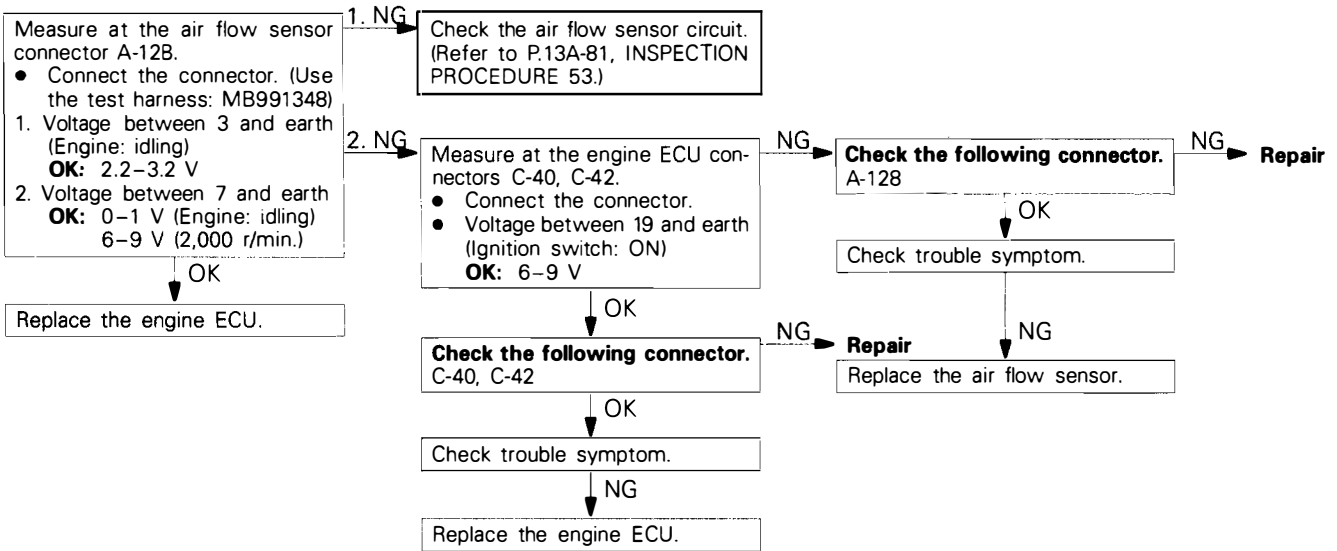 Measure at the air flow sensor
connector A-12B.
● Connect the connector. (Use
the test harness: MB991348)
1. Voltage between 3 and earth
(Engine: idling)
OK: 2.2–3.2 V
2. Voltage between 7 and earth
OK: 0–1 V (Engine: idling)
6–9 V (2,000 r/min.)
OK
Replace the engine ECU.
1. NG
Check the air flow sensor circuit.
(Refer to P.13A-81, INSPECTION
PROCEDURE 53.)
2. NG
Measure at the engine ECU con-
nectors C-40, C-42.
● Connect the connector.
● Voltage between 19 and earth
(Ignition switch: ON)
OK: 6–9 V
OK
Check the following connector.
C-40, C-42
OK
Check trouble symptom.
NG
Replace the engine ECU.
NG
Repair
NG
Check the following connector.
A-128
NG
Repair
OK
Check trouble symptom.
NG
Replace the air flow sensor.